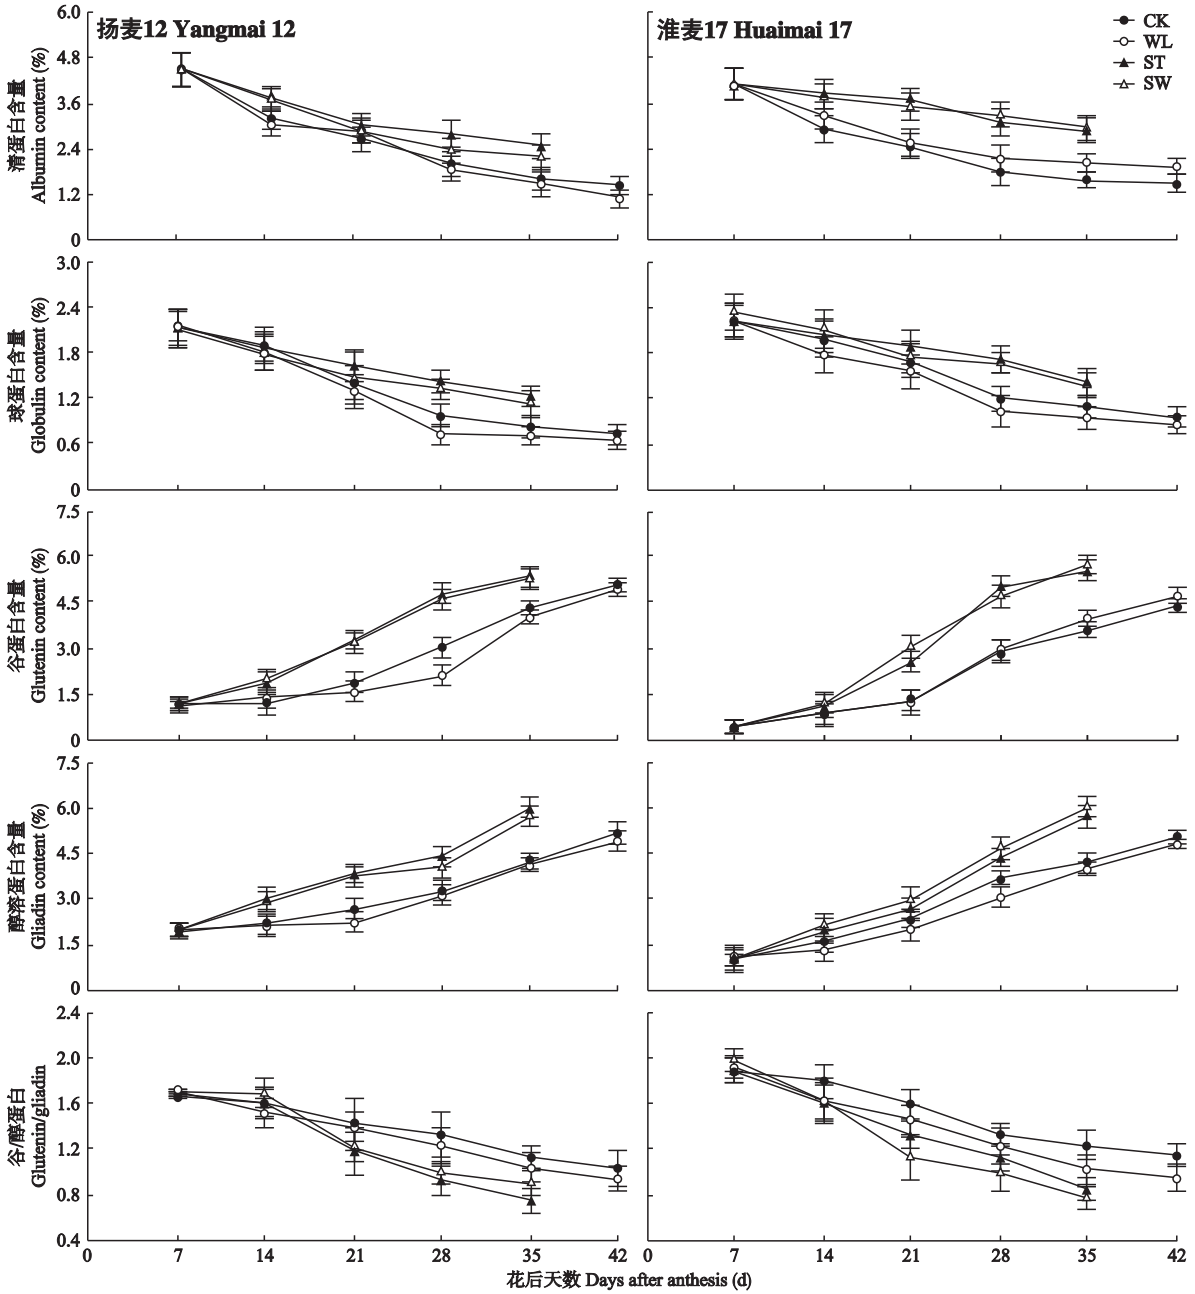 扬麦12 Yangmai 12
淮麦17 Huaimai 17
CK
WL
ST
SW
清蛋白含量
Albumin content (%)
6.0
4.8
3.6
2.4
1.2
0
球蛋白含量
Globulin content (%)
3.0
2.4
1.8
1.2
0.6
0
谷蛋白含量
Glutenin content (%)
7.5
6.0
4.5
3.0
1.5
0
醇溶蛋白含量
Gliadin content (%)
7.5
6.0
4.5
3.0
1.5
0
谷/醇蛋白
Glutenin/gliadin
2.4
2.0
1.6
1.2
0.8
0.4
0 7 14 21 28 35 42
0 7 14 21 28 35 42
花后天数 Days after anthesis (d)